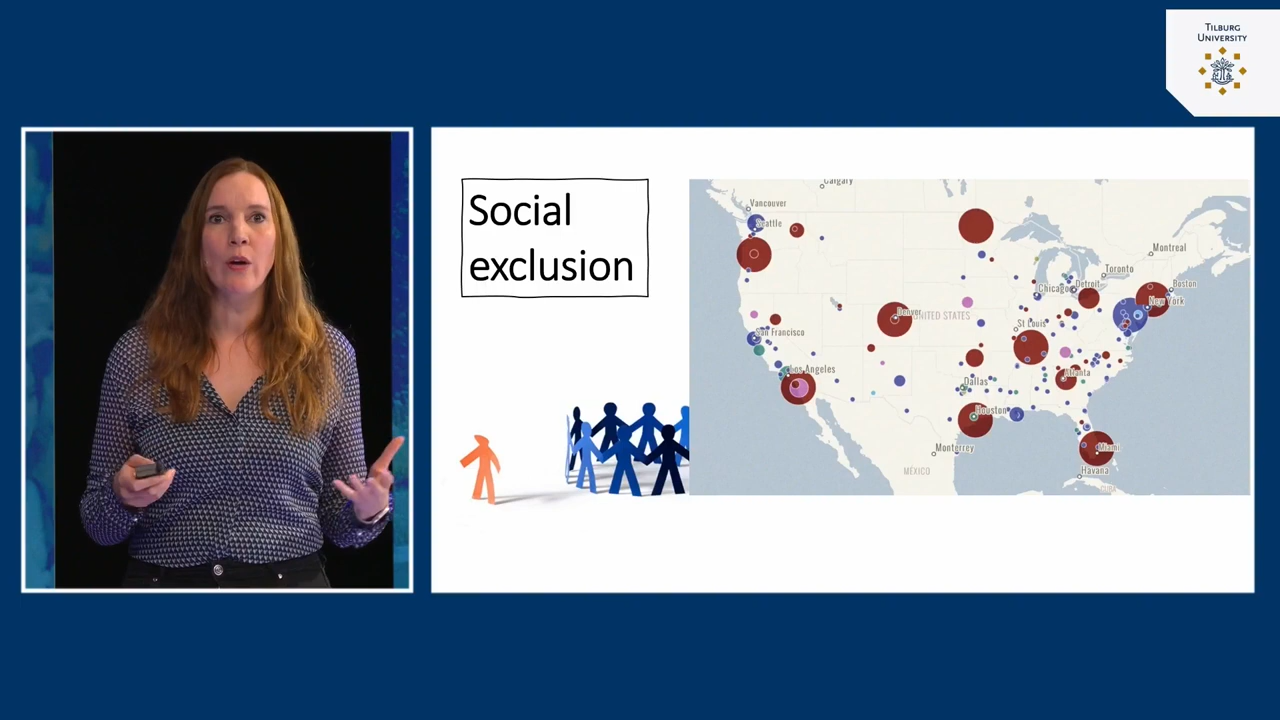 TILBURG
UNIVERSITY
Social
exclusion
Calgary
Vancouver
Seattle
Montreal
Toronto
Chicago
Detroit
Boston
New York
Denver
UNITED STATES
St Louis
San Francisco
Los Angeles
Atlanta
Dallas
Houston
Monterrey
Miami
MÉXICO
Havana
CUBA